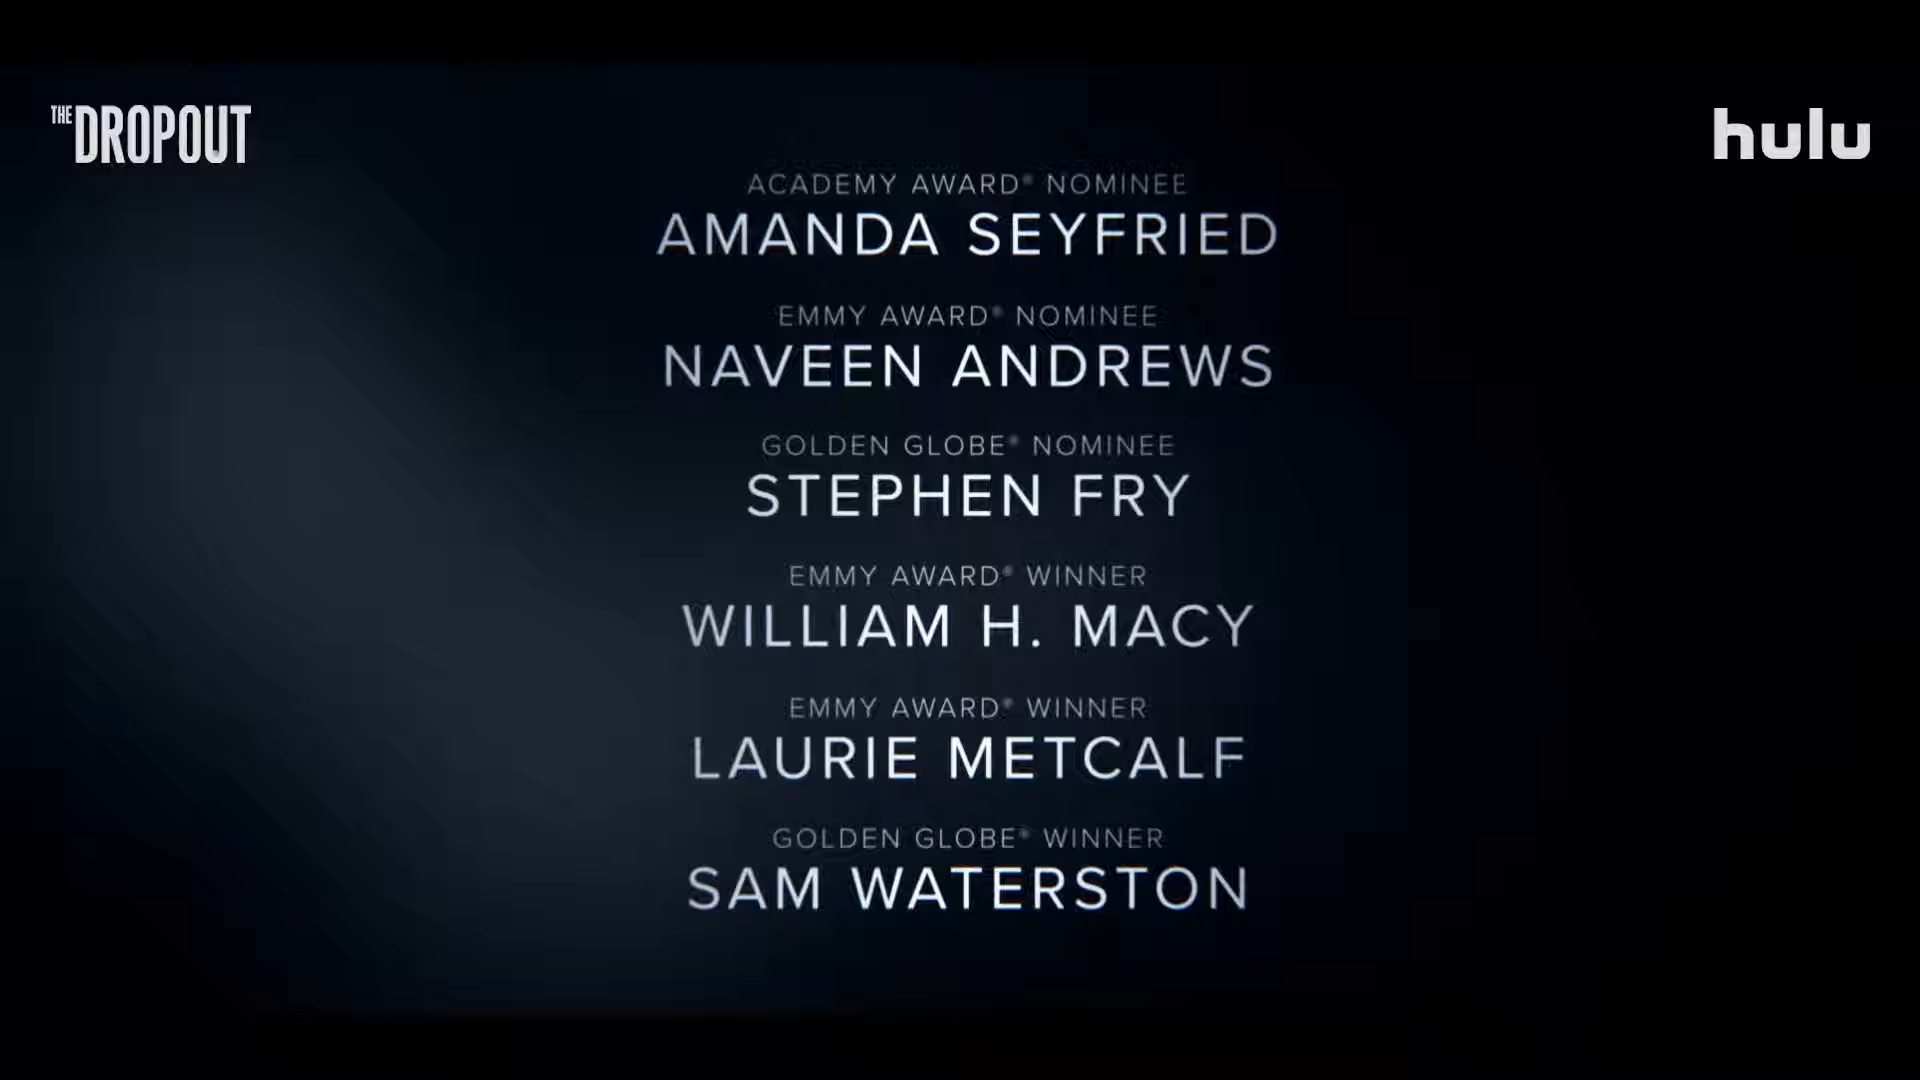 THE DROPOUT
hulu
ACADEMY AWARD® NOMINEE
AMANDA SEYFRIED
EMMY AWARD® NOMINEE
NAVEEN ANDREWS
GOLDEN GLOBE® NOMINEE
STEPHEN FRY
EMMY AWARD® WINNER
WILLIAM H. MACY
EMMY AWARD® WINNER
LAURIE METCALF
GOLDEN GLOBE® WINNER
SAM WATERSTON